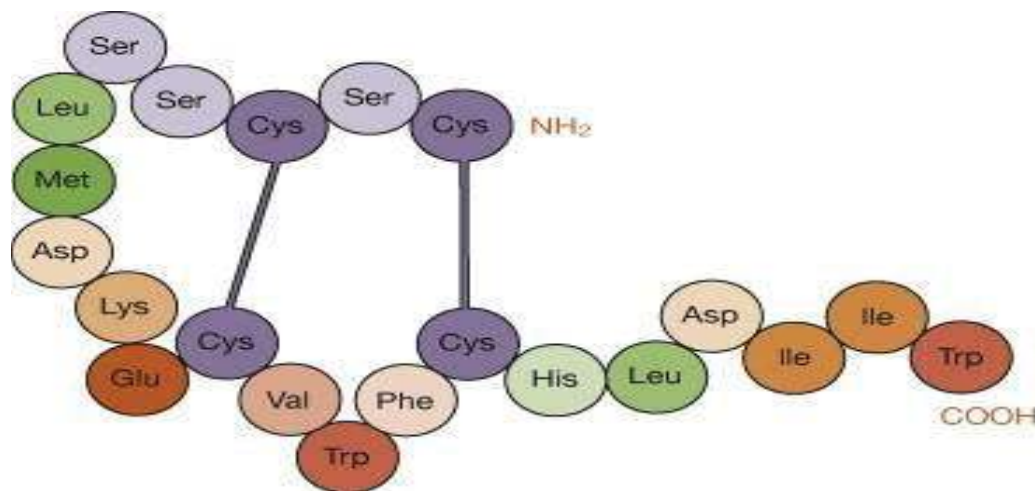 Ser
Leu
Ser
Cys
Ser
Cys
NH₂
Met
Asp
Lys
Glu
Cys
Val
Trp
Phe
Cys
His
Leu
Asp
Ile
Ile
Trp
COOH